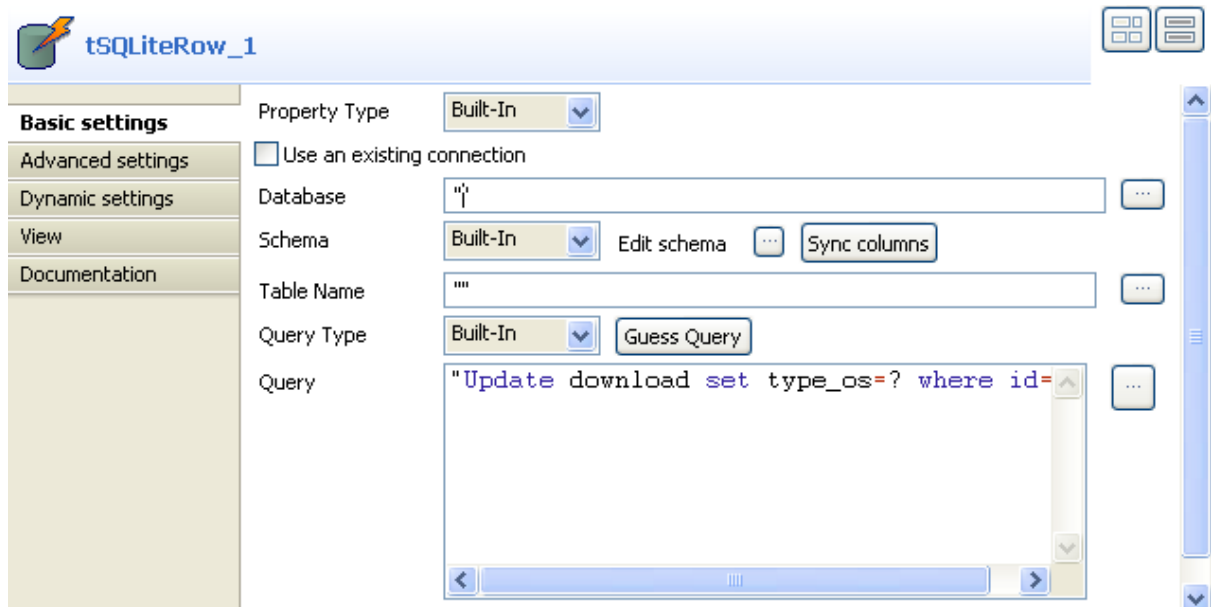 tSQLiteRow_1
Basic settings
Advanced settings
Dynamic settings
View
Documentation
Property Type Built-In
Use an existing connection
Database "" ...
Schema Built-In Edit schema ... Sync columns
Table Name "" ...
Query Type Built-In Guess Query
Query "Update download set type_os=? where id= ...